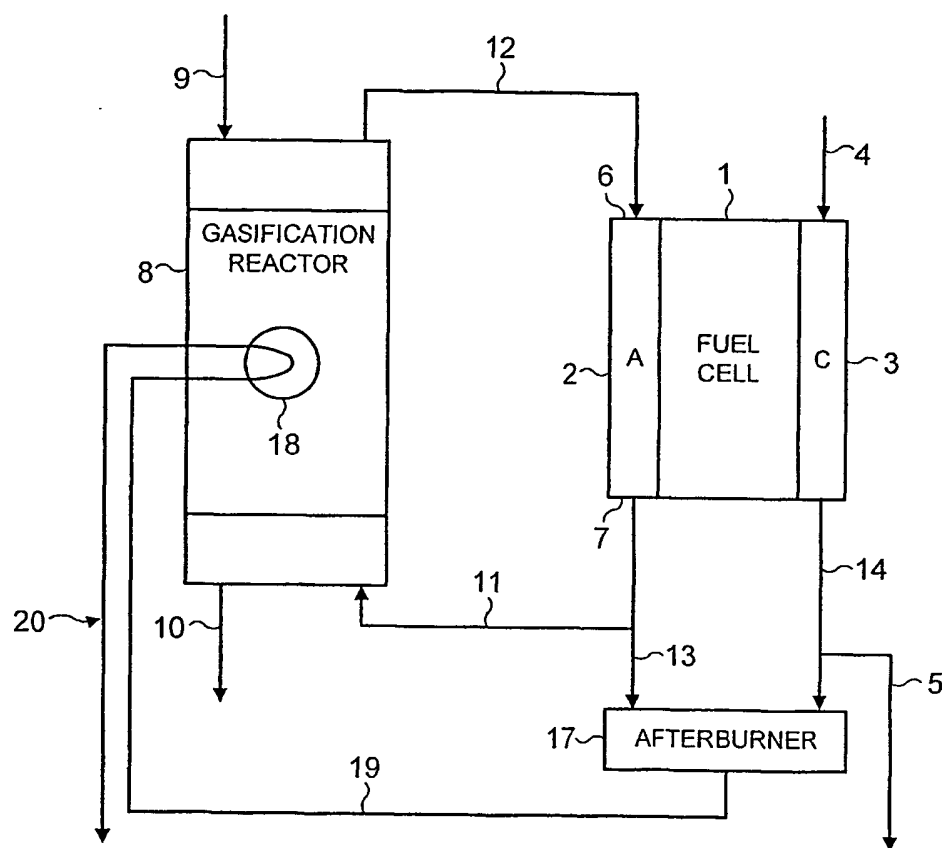 12
9
4
1
6
GASIFICATION
REACTOR
8
A
FUEL
CELL
C
2
3
18
7
14
11
20
10
13
5
17
AFTERBURNER
19